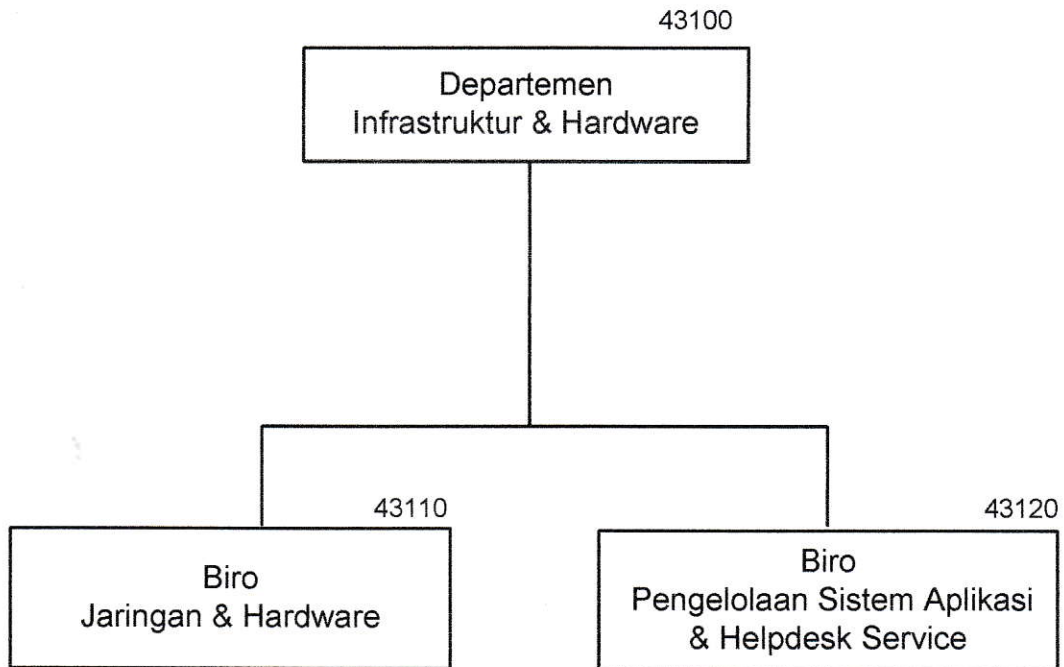 43100
Departemen
Infrastruktur & Hardware
43110
Biro
Jaringan & Hardware
43120
Biro
Pengelolaan Sistem Aplikasi
& Helpdesk Service